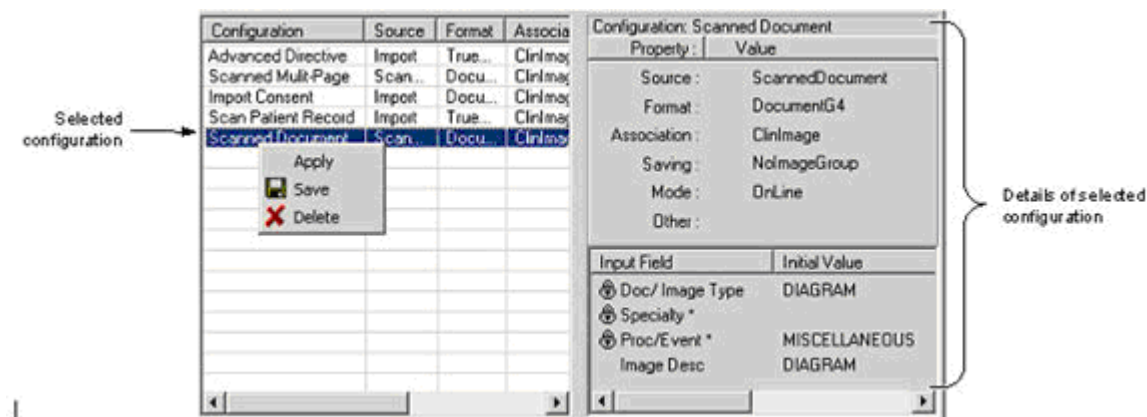 Configuration Source Format Associa
Advanced Directive Import True... ClinImag
Scanned Mulit-Page Scan... Docu... ClinImag
Import Consent Import Docu... ClinImag
Scan Patient Record Import True... ClinImag
Scanned Document Scan... Docu... ClinImag
Apply
Save
Delete
Selected
configuration
Configuration: Scanned Document
Property : Value
Source : ScannedDocument
Format : DocumentG4
Association : ClinImage
Saving : NoImageGroup
Mode : OnLine
Other :
Input Field Initial Value
Doc/ Image Type DIAGRAM
Specialty *
Proc/Event * MISCELLANEOUS
Image Desc DIAGRAM
Details of selected
configuration